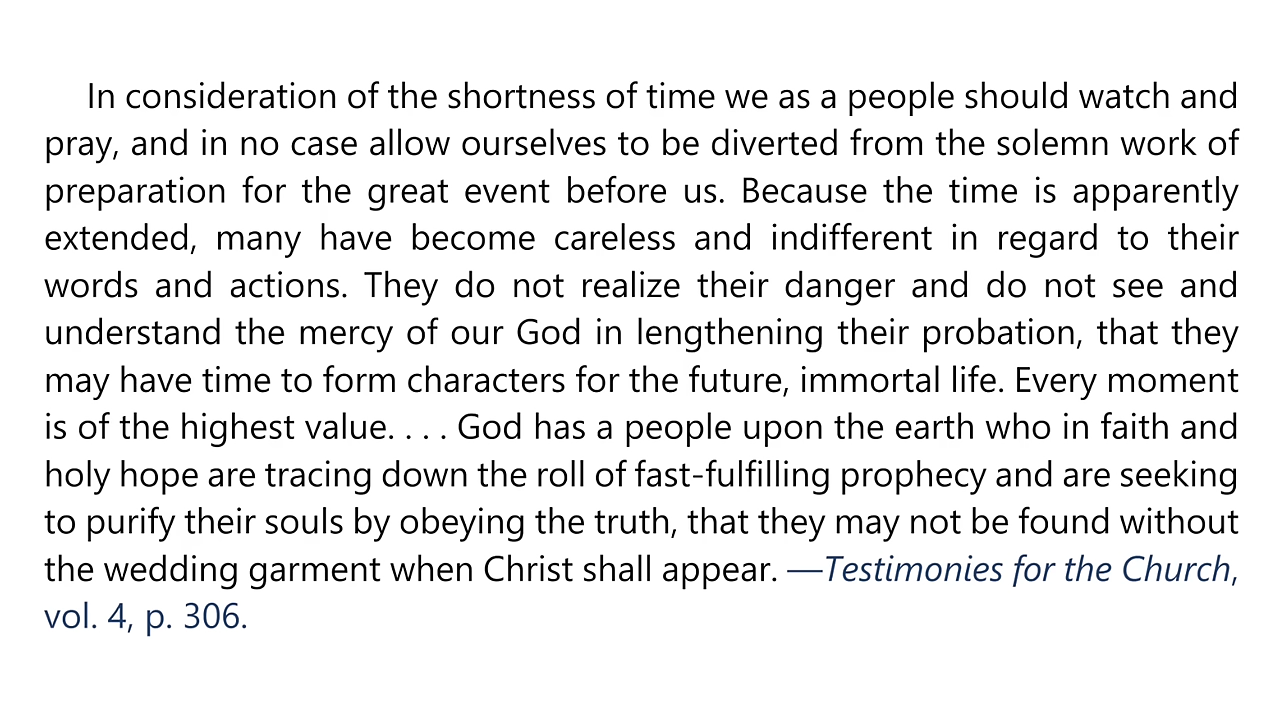 In consideration of the shortness of time we as a people should watch and
pray, and in no case allow ourselves to be diverted from the solemn work of
preparation for the great event before us. Because the time is apparently
extended, many have become careless and indifferent in regard to their
words and actions. They do not realize their danger and do not see and
understand the mercy of our God in lengthening their probation, that they
may have time to form characters for the future, immortal life. Every moment
is of the highest value. . . . God has a people upon the earth who in faith and
holy hope are tracing down the roll of fast-fulfilling prophecy and are seeking
to purify their souls by obeying the truth, that they may not be found without
the wedding garment when Christ shall appear. —Testimonies for the Church,
vol. 4, p. 306.